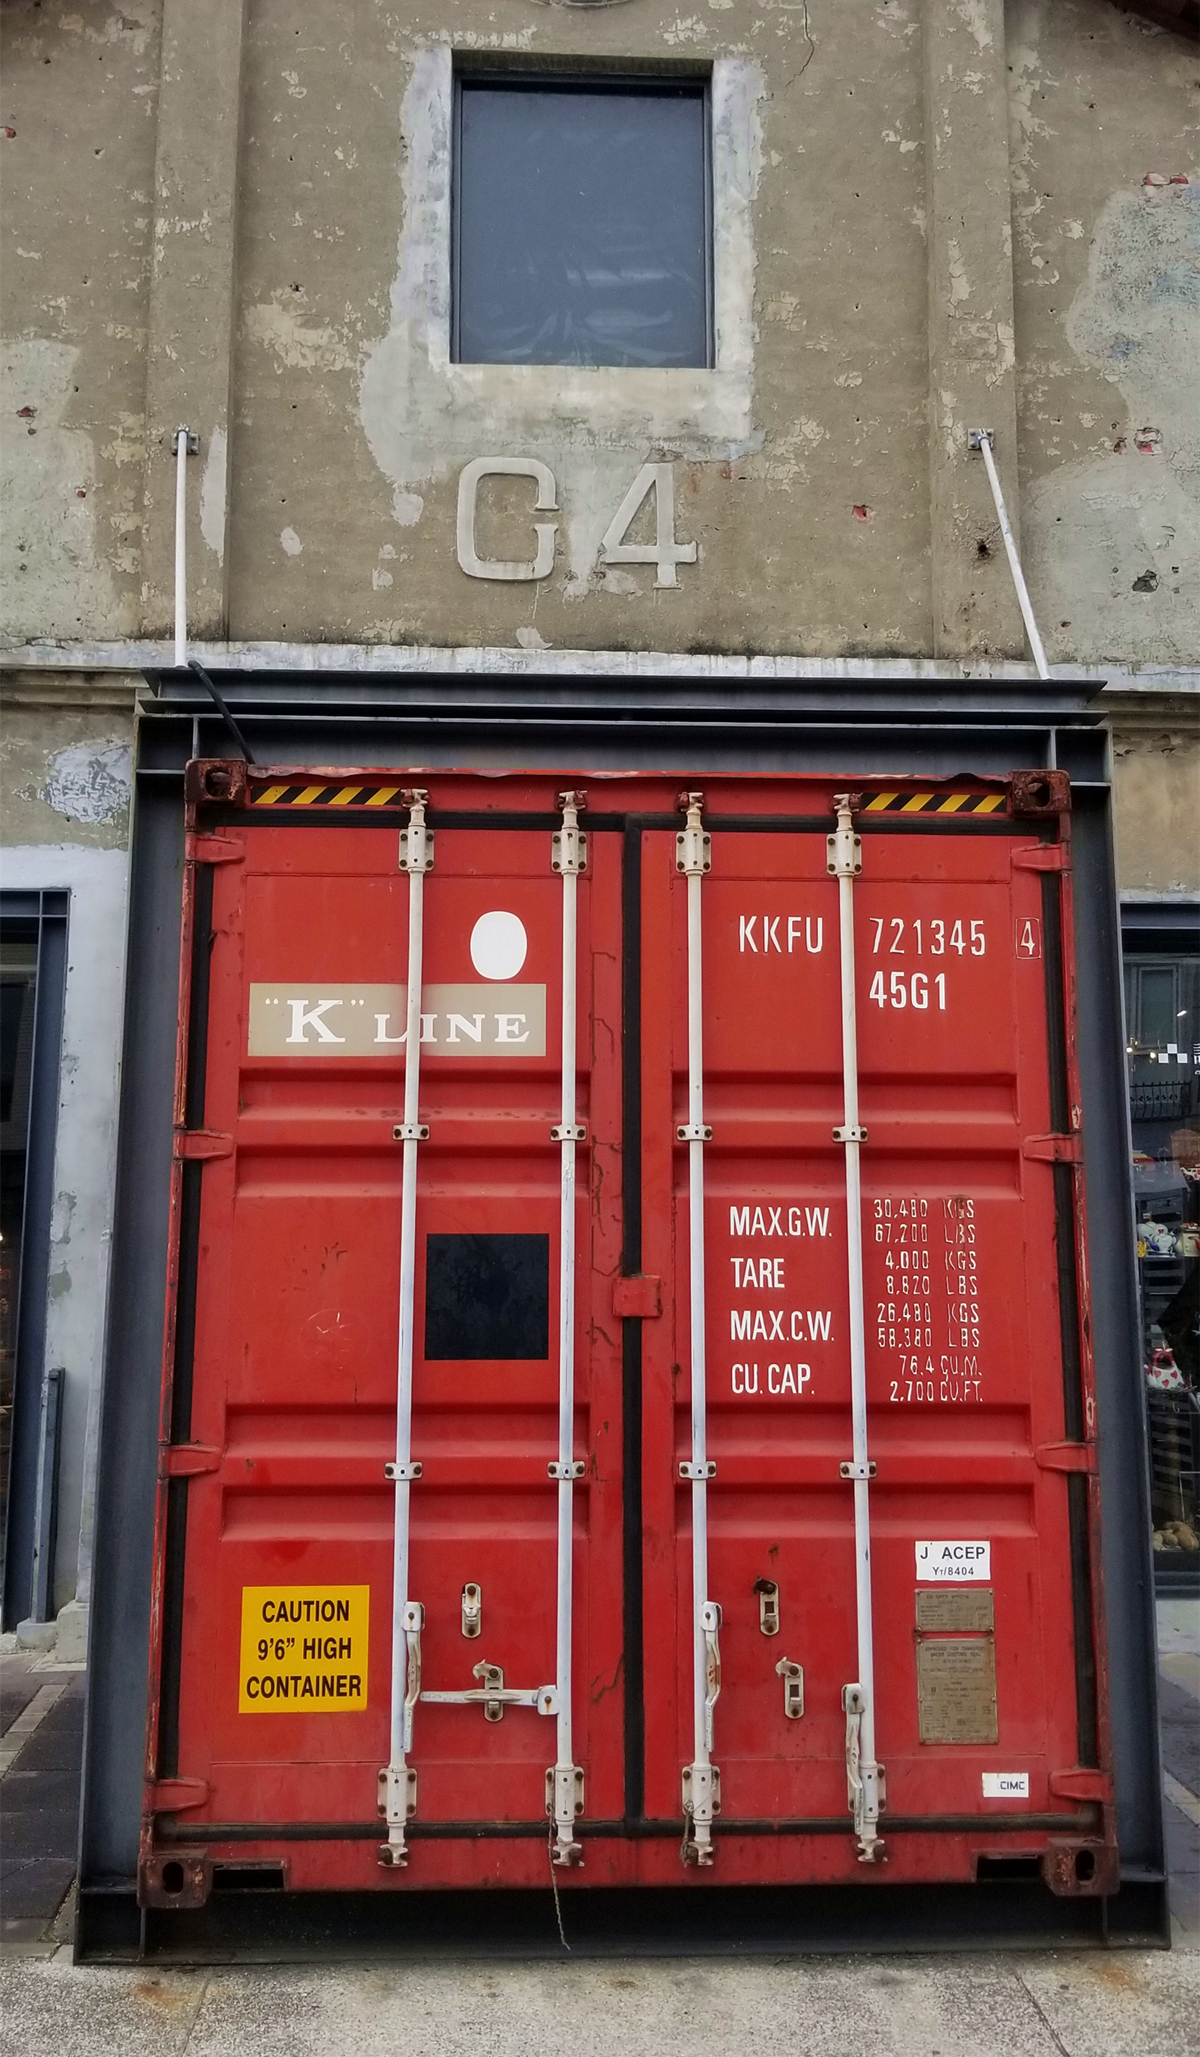 C4
KKFU 721345 4
45G1
"K" LINE
MAX.G.W. 30,480 KGS
67,200 LBS
TARE 4,000 KGS
8,820 LBS
MAX.C.W. 26,480 KGS
58,380 LBS
CU. CAP. 76.4 CU.M.
2,700 CU.FT.
J ACEP
YT/8404
CAUTION
9'6" HIGH
CONTAINER
CIMC